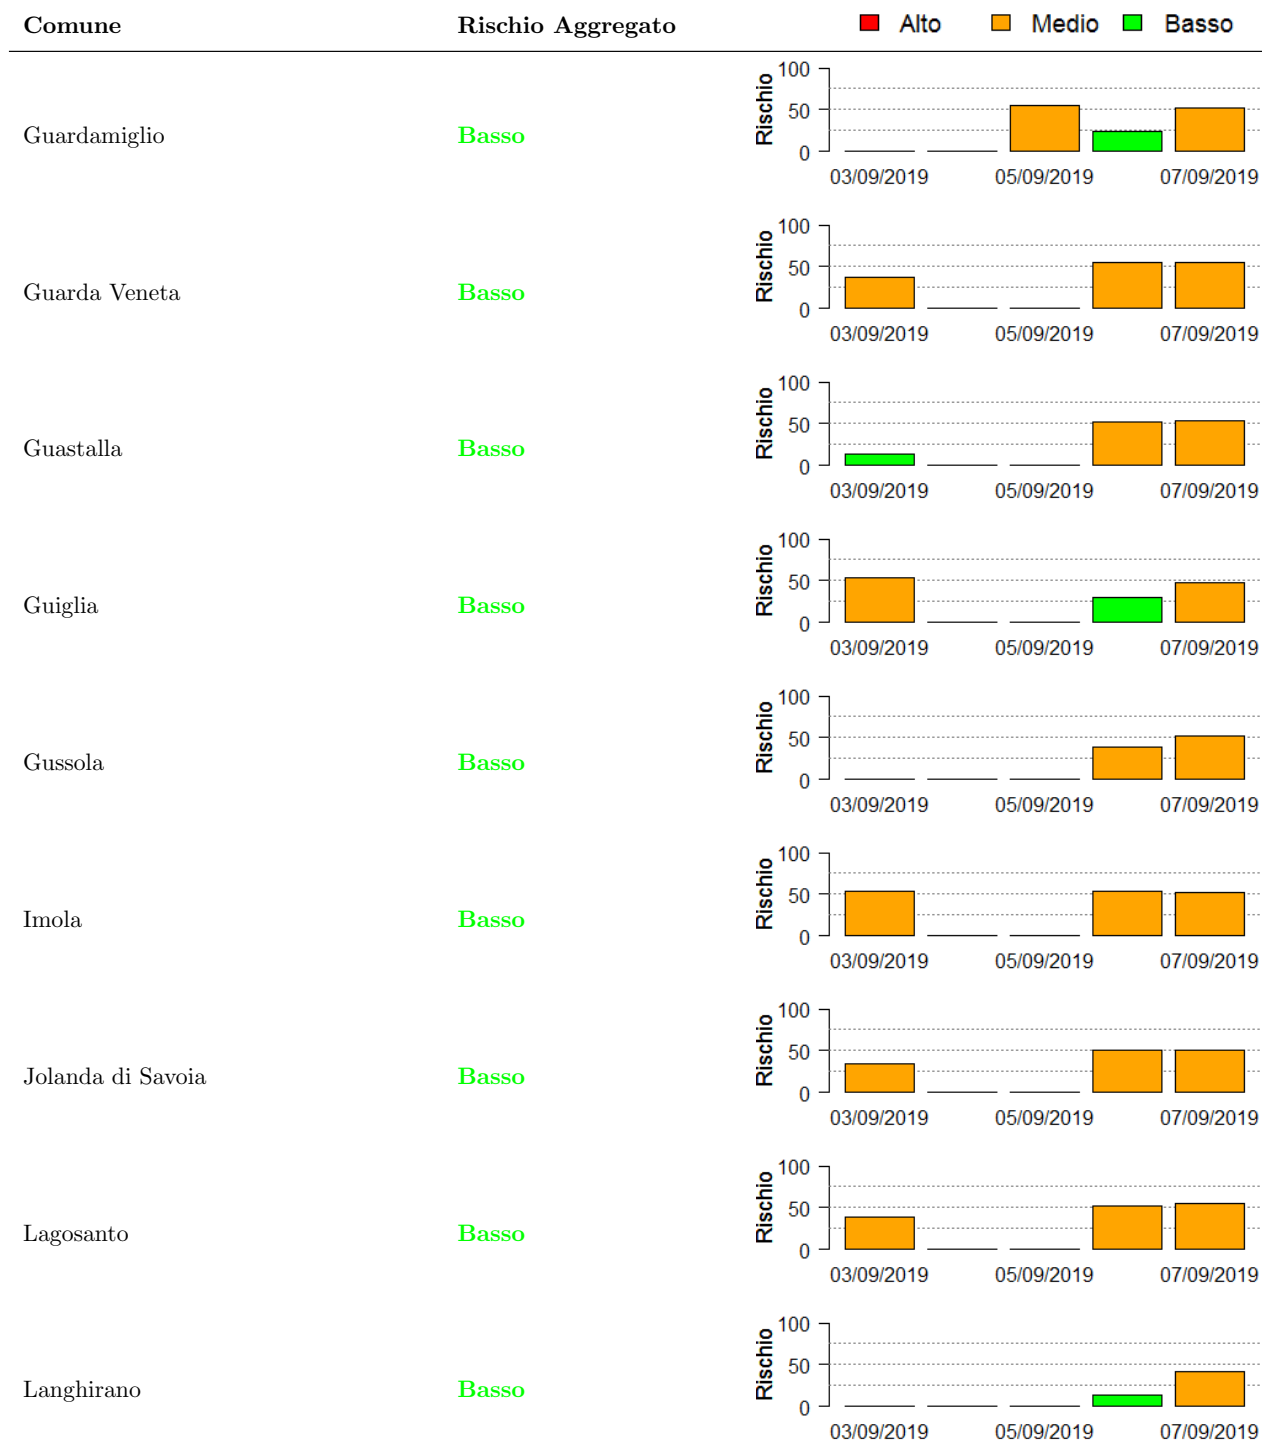 Comune Rischio Aggregato Alto Medio Basso
Guardamiglio Basso
Rischio
100
50
0
03/09/2019 05/09/2019 07/09/2019
Guarda Veneta Basso
Rischio
100
50
0
03/09/2019 05/09/2019 07/09/2019
Guastalla Basso
Rischio
100
50
0
03/09/2019 05/09/2019 07/09/2019
Guiglia Basso
Rischio
100
50
0
03/09/2019 05/09/2019 07/09/2019
Gussola Basso
Rischio
100
50
0
03/09/2019 05/09/2019 07/09/2019
Imola Basso
Rischio
100
50
0
03/09/2019 05/09/2019 07/09/2019
Jolanda di Savoia Basso
Rischio
100
50
0
03/09/2019 05/09/2019 07/09/2019
Lagosanto Basso
Rischio
100
50
0
03/09/2019 05/09/2019 07/09/2019
Langhirano Basso
Rischio
100
50
0
03/09/2019 05/09/2019 07/09/2019